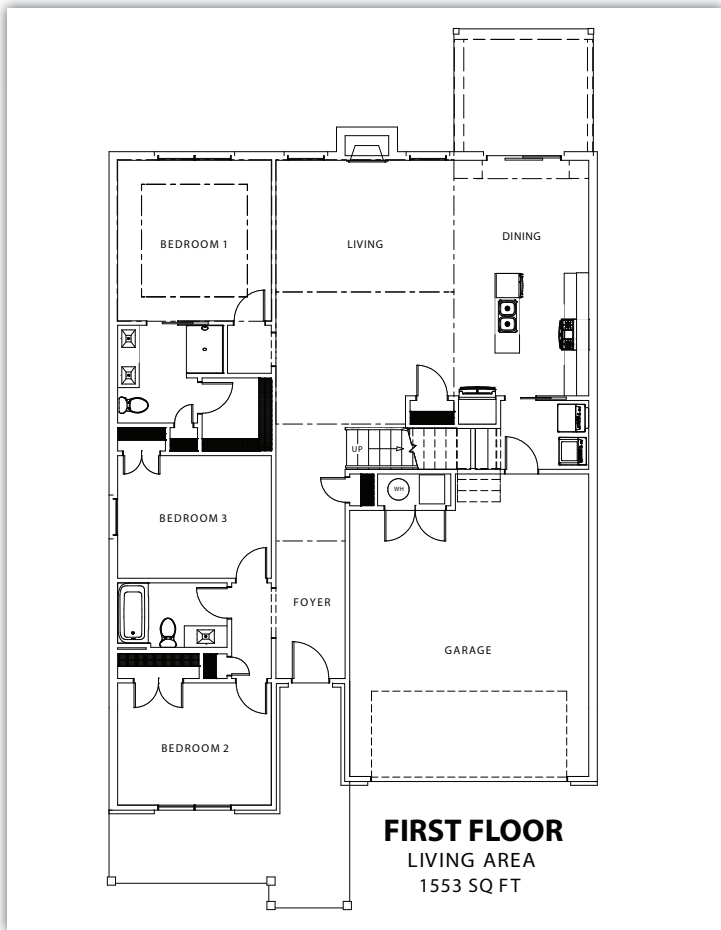 BEDROOM 1
LIVING
DINING
UP
WH
BEDROOM 3
FOYER
GARAGE
BEDROOM 2
FIRST FLOOR
LIVING AREA
1553 SQ FT